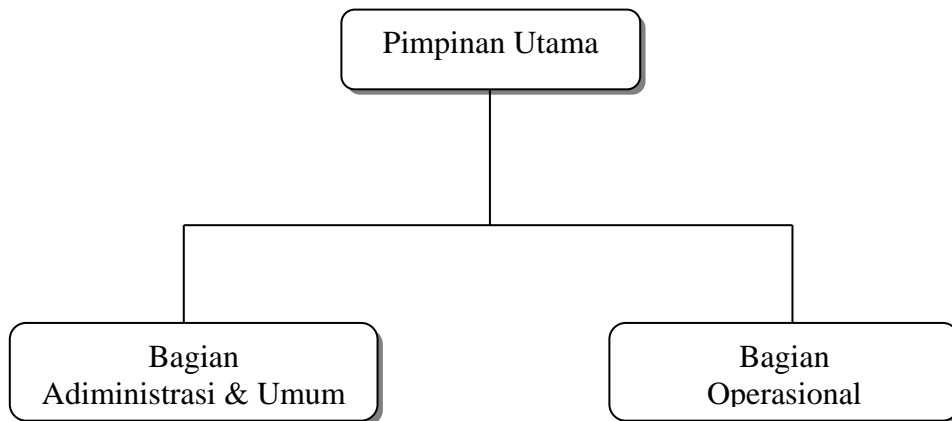 Pimpinan Utama
Bagian
Adiministrasi & Umum
Bagian
Operasional